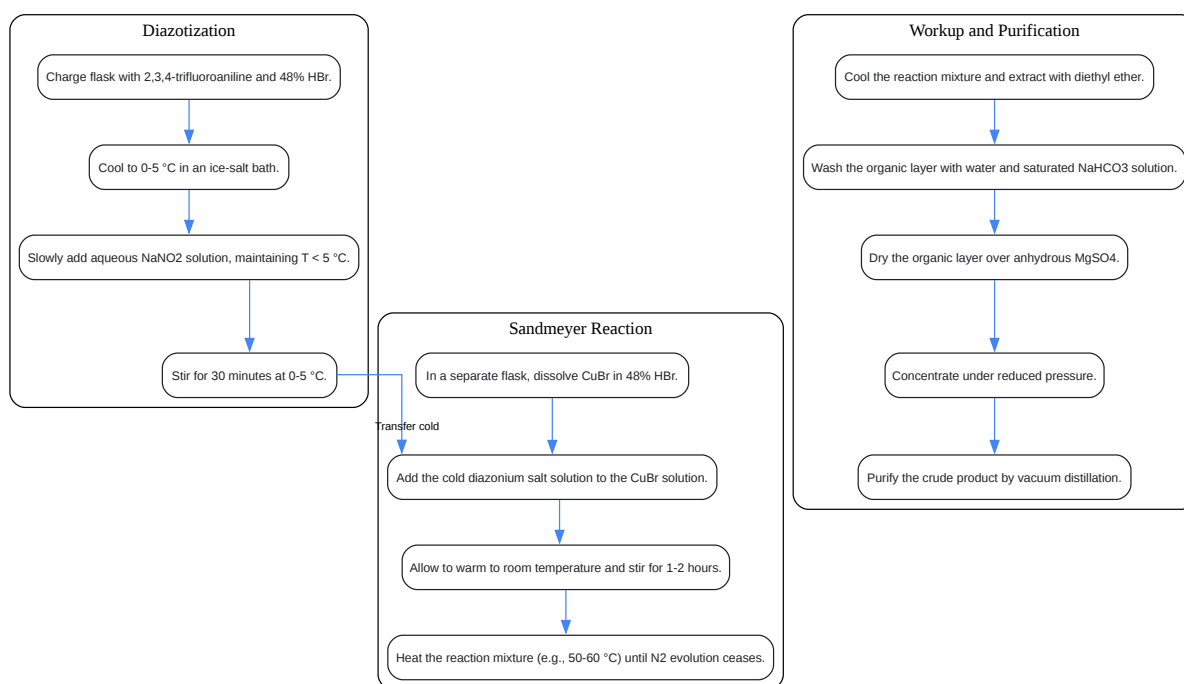 Diazotization
Charge flask with 2,3,4-trifluoroaniline and 48% HBr.
Cool to 0-5 °C in an ice-salt bath.
Slowly add aqueous NaNO2 solution, maintaining T < 5 °C.
Stir for 30 minutes at 0-5 °C.
Transfer cold
Sandmeyer Reaction
In a separate flask, dissolve CuBr in 48% HBr.
Add the cold diazonium salt solution to the CuBr solution.
Allow to warm to room temperature and stir for 1-2 hours.
Heat the reaction mixture (e.g., 50-60 °C) until N2 evolution ceases.
Workup and Purification
Cool the reaction mixture and extract with diethyl ether.
Wash the organic layer with water and saturated NaHCO3 solution.
Dry the organic layer over anhydrous MgSO4.
Concentrate under reduced pressure.
Purify the crude product by vacuum distillation.